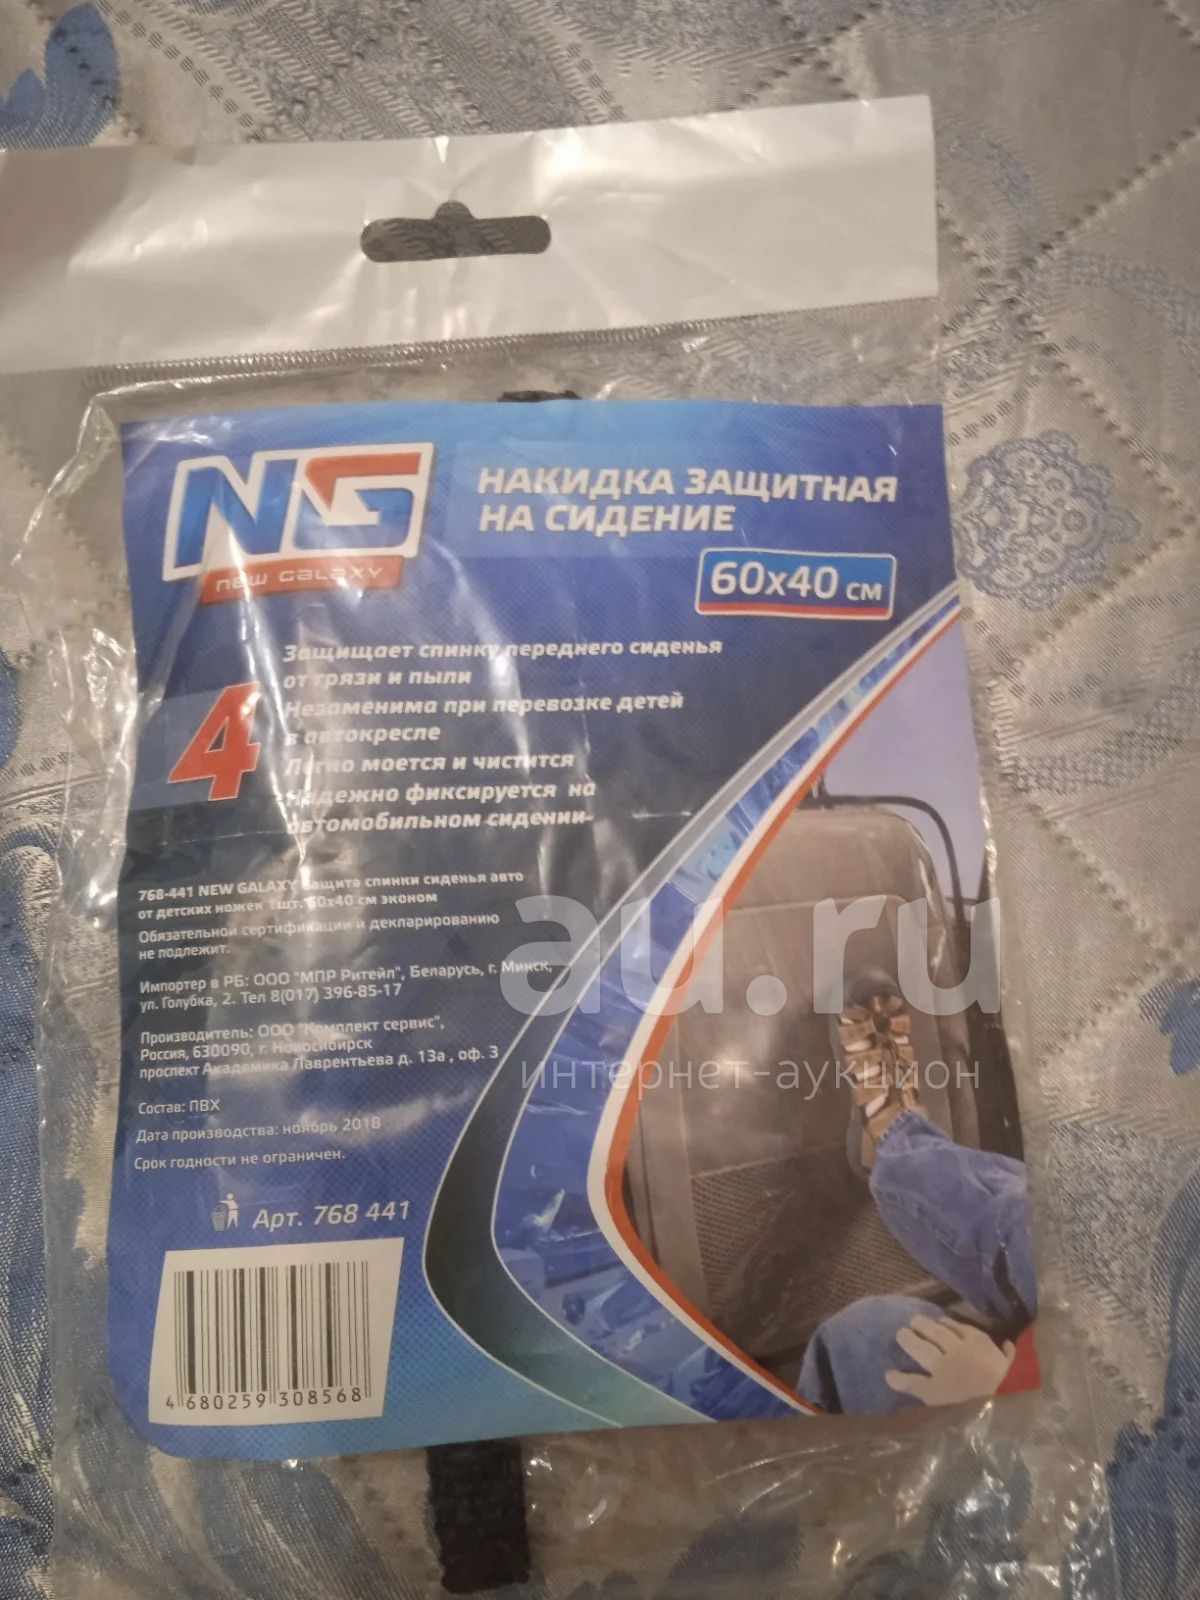 NG
new Galaxy
НАКИДКА ЗАЩИТНАЯ
НА СИДЕНИЕ
60х40 см
4
Защищает спинку переднего сиденья
от грязи и пыли
Незаменима при перевозке детей
в автокресле
Легко моется и чистится
Надежно фиксируется на
автомобильном сидении
768-441 NEW GALAXY Защита спинки сиденья авто
от детских ножек 1шт. 60х40 см эконом
Обязательной сертификации и декларированию
не подлежит.
Импортер в РБ: ООО "МПР Ритейл", Беларусь, г. Минск,
ул. Голубка, 2. Тел 8(017) 396-85-17
Производитель: ООО "Комплект сервис",
Россия, 630090, г. Новосибирск
проспект Академика Лаврентьева д. 13а , оф. 3
Состав: ПВХ
Дата производства: ноябрь 2018
Срок годности не ограничен.
Арт. 768 441
4 680259 308568
au.ru
интернет-аукцион